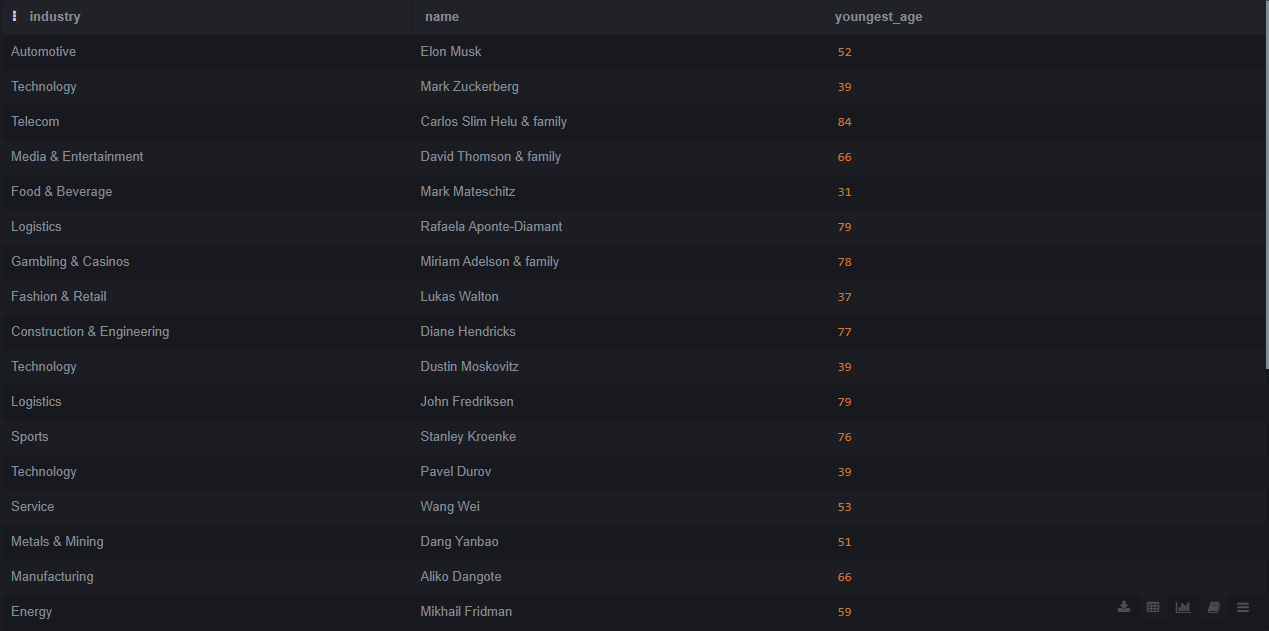 industry name youngest_age
Automotive Elon Musk 52
Technology Mark Zuckerberg 39
Telecom Carlos Slim Helu & family 84
Media & Entertainment David Thomson & family 66
Food & Beverage Mark Mateschitz 31
Logistics Rafaela Aponte-Diamant 79
Gambling & Casinos Miriam Adelson & family 78
Fashion & Retail Lukas Walton 37
Construction & Engineering Diane Hendricks 77
Technology Dustin Moskovitz 39
Logistics John Fredriksen 79
Sports Stanley Kroenke 76
Technology Pavel Durov 39
Service Wang Wei 53
Metals & Mining Dang Yanbao 51
Manufacturing Aliko Dangote 66
Energy Mikhail Fridman 59